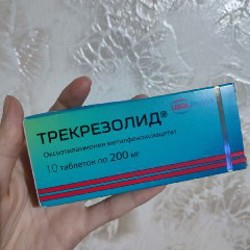 ТРЕКРЕЗОЛИД®
Оксиэтиламмония метилфеноксиацетат
10 таблеток по 200 мг